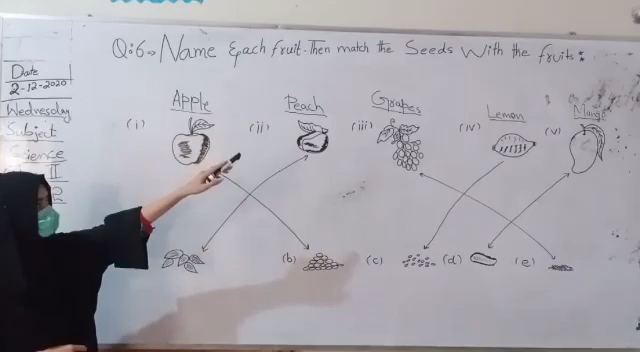 Q:6→ Name Each fruit. Then match the Seeds With the fruits:
Date
2-12-2020
Wednesday
Subject
Science
II
Apple
Peach
Grapes
Lemon
Mango
(i)
(ii)
(iii)
(iv)
(v)
(b)
(c)
(d)
(e)